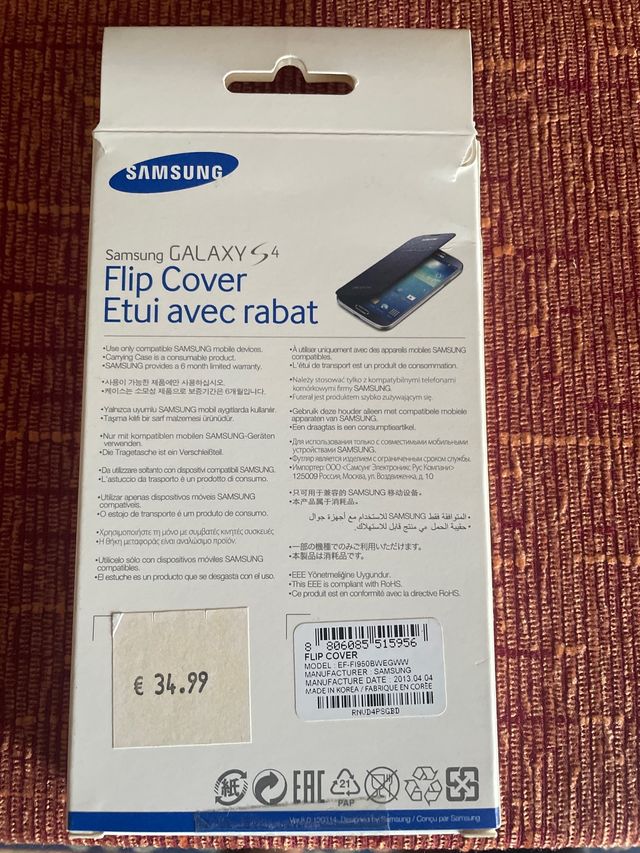 SAMSUNG
Samsung GALAXY S4
Flip Cover
Etui avec rabat
•Use only compatible SAMSUNG mobile devices.
•Carrying Case is a consumable product.
•SAMSUNG provides a 6 month limited warranty.
•사용이 가능한 제품에만 사용하십시오.
•케이스는 소모성 제품으로 보증기간은 6개월입니다.
•Yalnızca uyumlu SAMSUNG mobil aygıtlarda kullanılır.
•Taşıma kılıfı bir sarf malzemesi ürünüdür.
•Nur mit kompatiblen mobilen SAMSUNG-Geräten
verwenden.
•Die Tragetasche ist ein Verschleißteil.
•Da utilizzare soltanto con dispositivi compatibili SAMSUNG.
•L'astuccio da trasporto è un prodotto di consumo.
•Utilizar apenas dispositivos móveis SAMSUNG
compatíveis.
•O estojo de transporte é um produto de consumo.
•Χρησιμοποιήστε τη μόνο με συμβατές κινητές συσκευές
•Η θήκη μεταφοράς είναι αναλώσιμο προϊόν.
•Utilícelo sólo con dispositivos móviles SAMSUNG
compatibles.
•El estuche es un producto que se desgasta con el uso.
•À utiliser uniquement avec des appareils mobiles SAMSUNG
compatibles.
•L'étui de transport est un produit de consommation.
•Należy stosować tylko z kompatybilnymi telefonami
komórkowymi firmy SAMSUNG.
•Futerał jest produktem szybko zużywającym się.
•Gebruik deze houder alleen met compatibele mobiele
apparaten van SAMSUNG.
•Een draagtas is een consumptieartikel.
•Для использования только с совместимыми мобильными
устройствами SAMSUNG.
•Футляр является изделием с ограниченным сроком службы.
•Импортер: ООО «Самсунг Электроникс Рус Компани»
125009 Россия, Москва, ул. Воздвиженка, д. 10
•只可用于兼容的 SAMSUNG 移动设备。
•本产品属于消耗品。
•للاستخدام مع أجهزة جوال SAMSUNG المتوافقة فقط
•حقيبة الحمل هي منتج قابل للاستهلاك.
•一部の機種でのみご利用いただけます。
•本製品は消耗品です。
•EEE Yönetmeliğine Uygundur.
•This EEE is compliant with RoHS.
•Ce produit est en conformité avec la directive RoHS.
€ 34.99
8 806085 515956
FLIP COVER
MODEL : EF-FI950BWEGWW
MANUFACTURER : SAMSUNG
MANUFACTURE DATE : 2013.04.04
MADE IN KOREA / FABRIQUE EN CORÉE
RNVD4PSGBD
紙
EAC
21
PAP
Designed by Samsung / Conçu par Samsung